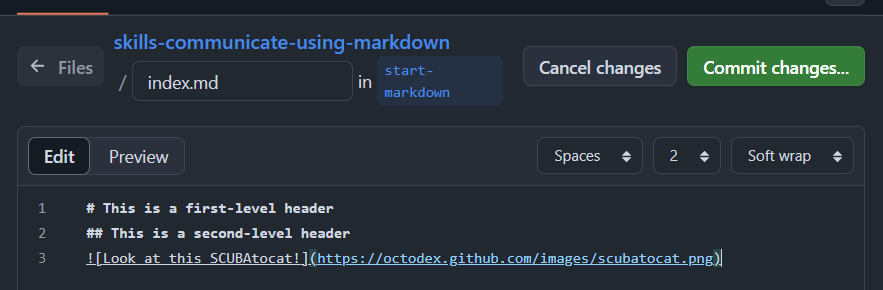 skills-communicate-using-markdown
← Files
/ index.md in start-markdown
Cancel changes
Commit changes...
Edit Preview
Spaces 2 Soft wrap
1 # This is a first-level header
2 ## This is a second-level header
3 ![Look at this SCUBAtocat!](https://octodex.github.com/images/scubatocat.png)